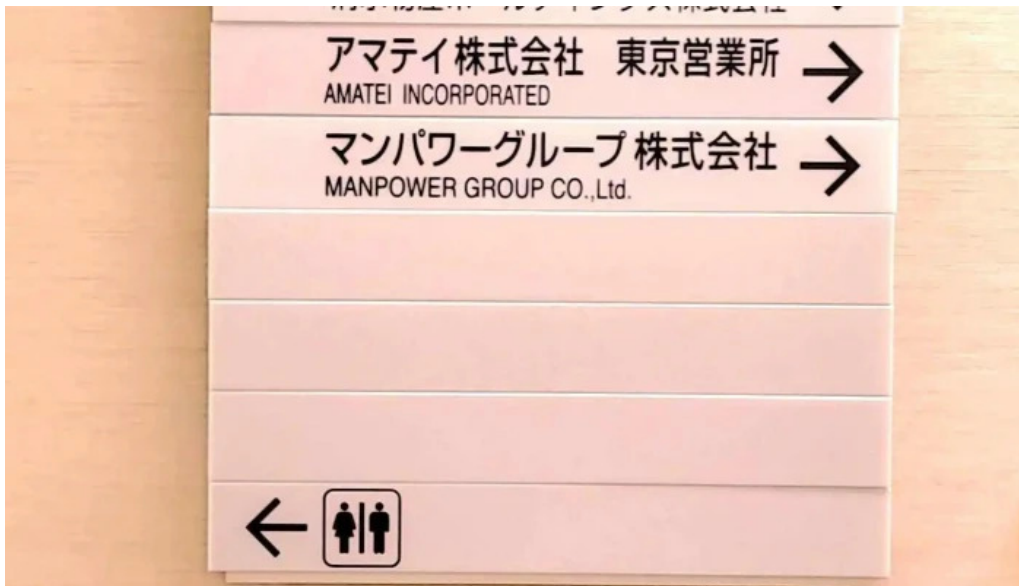 アマテイ株式会社 東京営業所 →
AMATEI INCORPORATED
マンパワーグループ株式会社 →
MANPOWER GROUP CO.,Ltd.
←